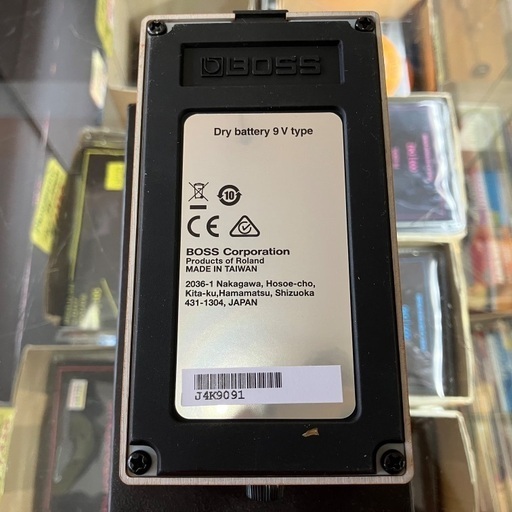 BOSS
Dry battery 9 V type
10
CE
BOSS Corporation
Products of Roland
MADE IN TAIWAN
2036-1 Nakagawa, Hosoe-cho,
Kita-ku,Hamamatsu, Shizuoka
431-1304, JAPAN
J4K9091